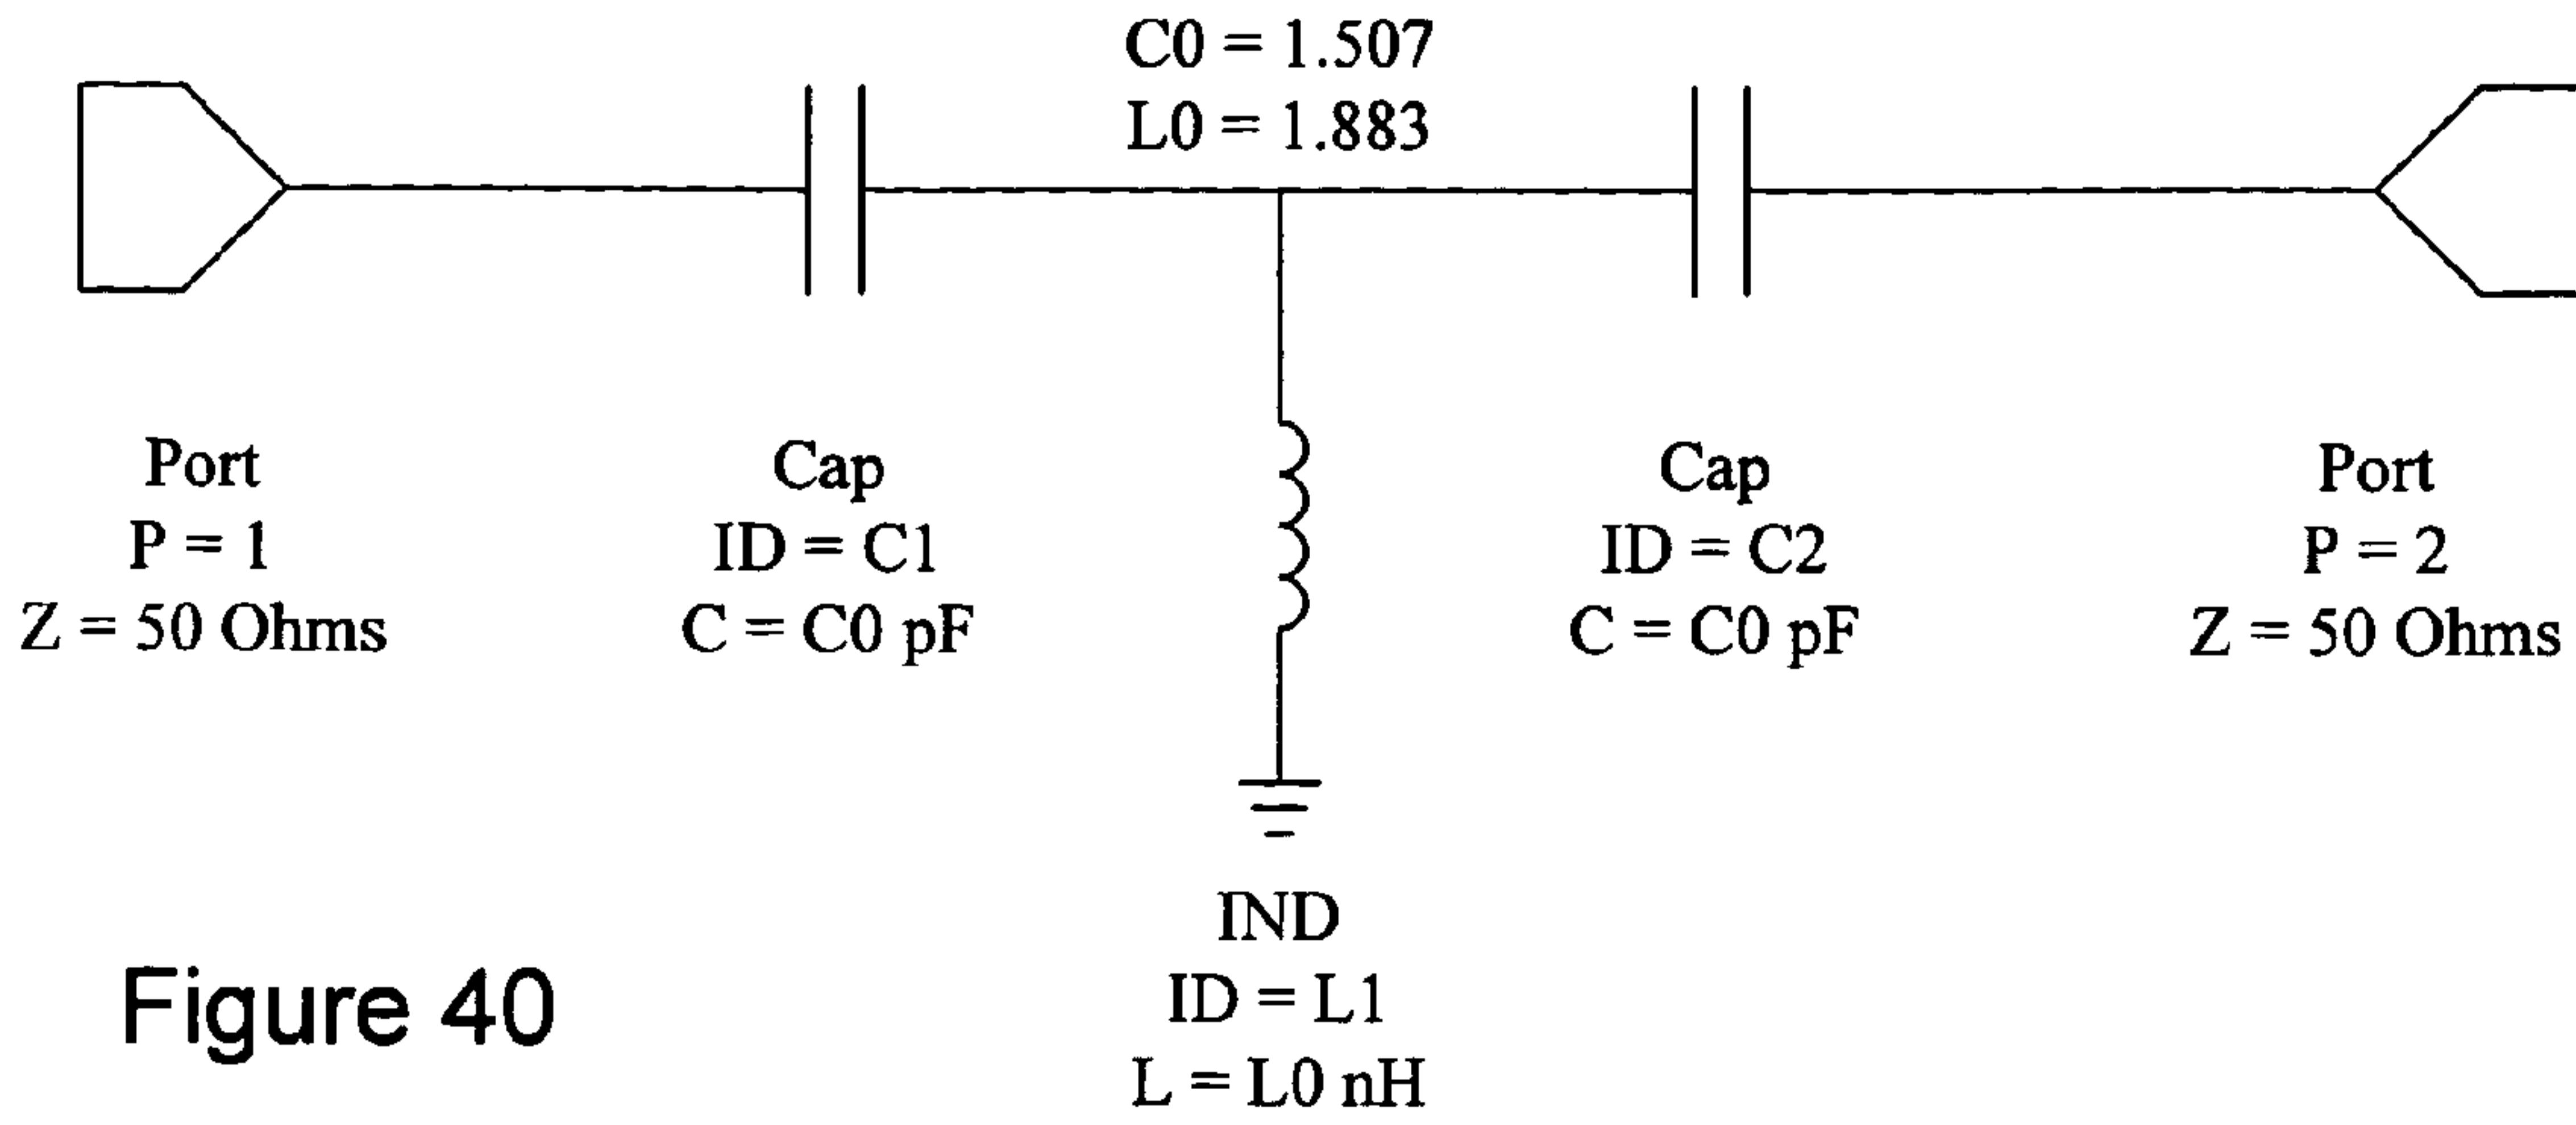 C0 = 1.507
L0 = 1.883
Port
P = 1
Z = 50 Ohms
Cap
ID = C1
C = C0 pF
Cap
ID = C2
C = C0 pF
Port
P = 2
Z = 50 Ohms
IND
ID = L1
L = L0 nH
Figure 40